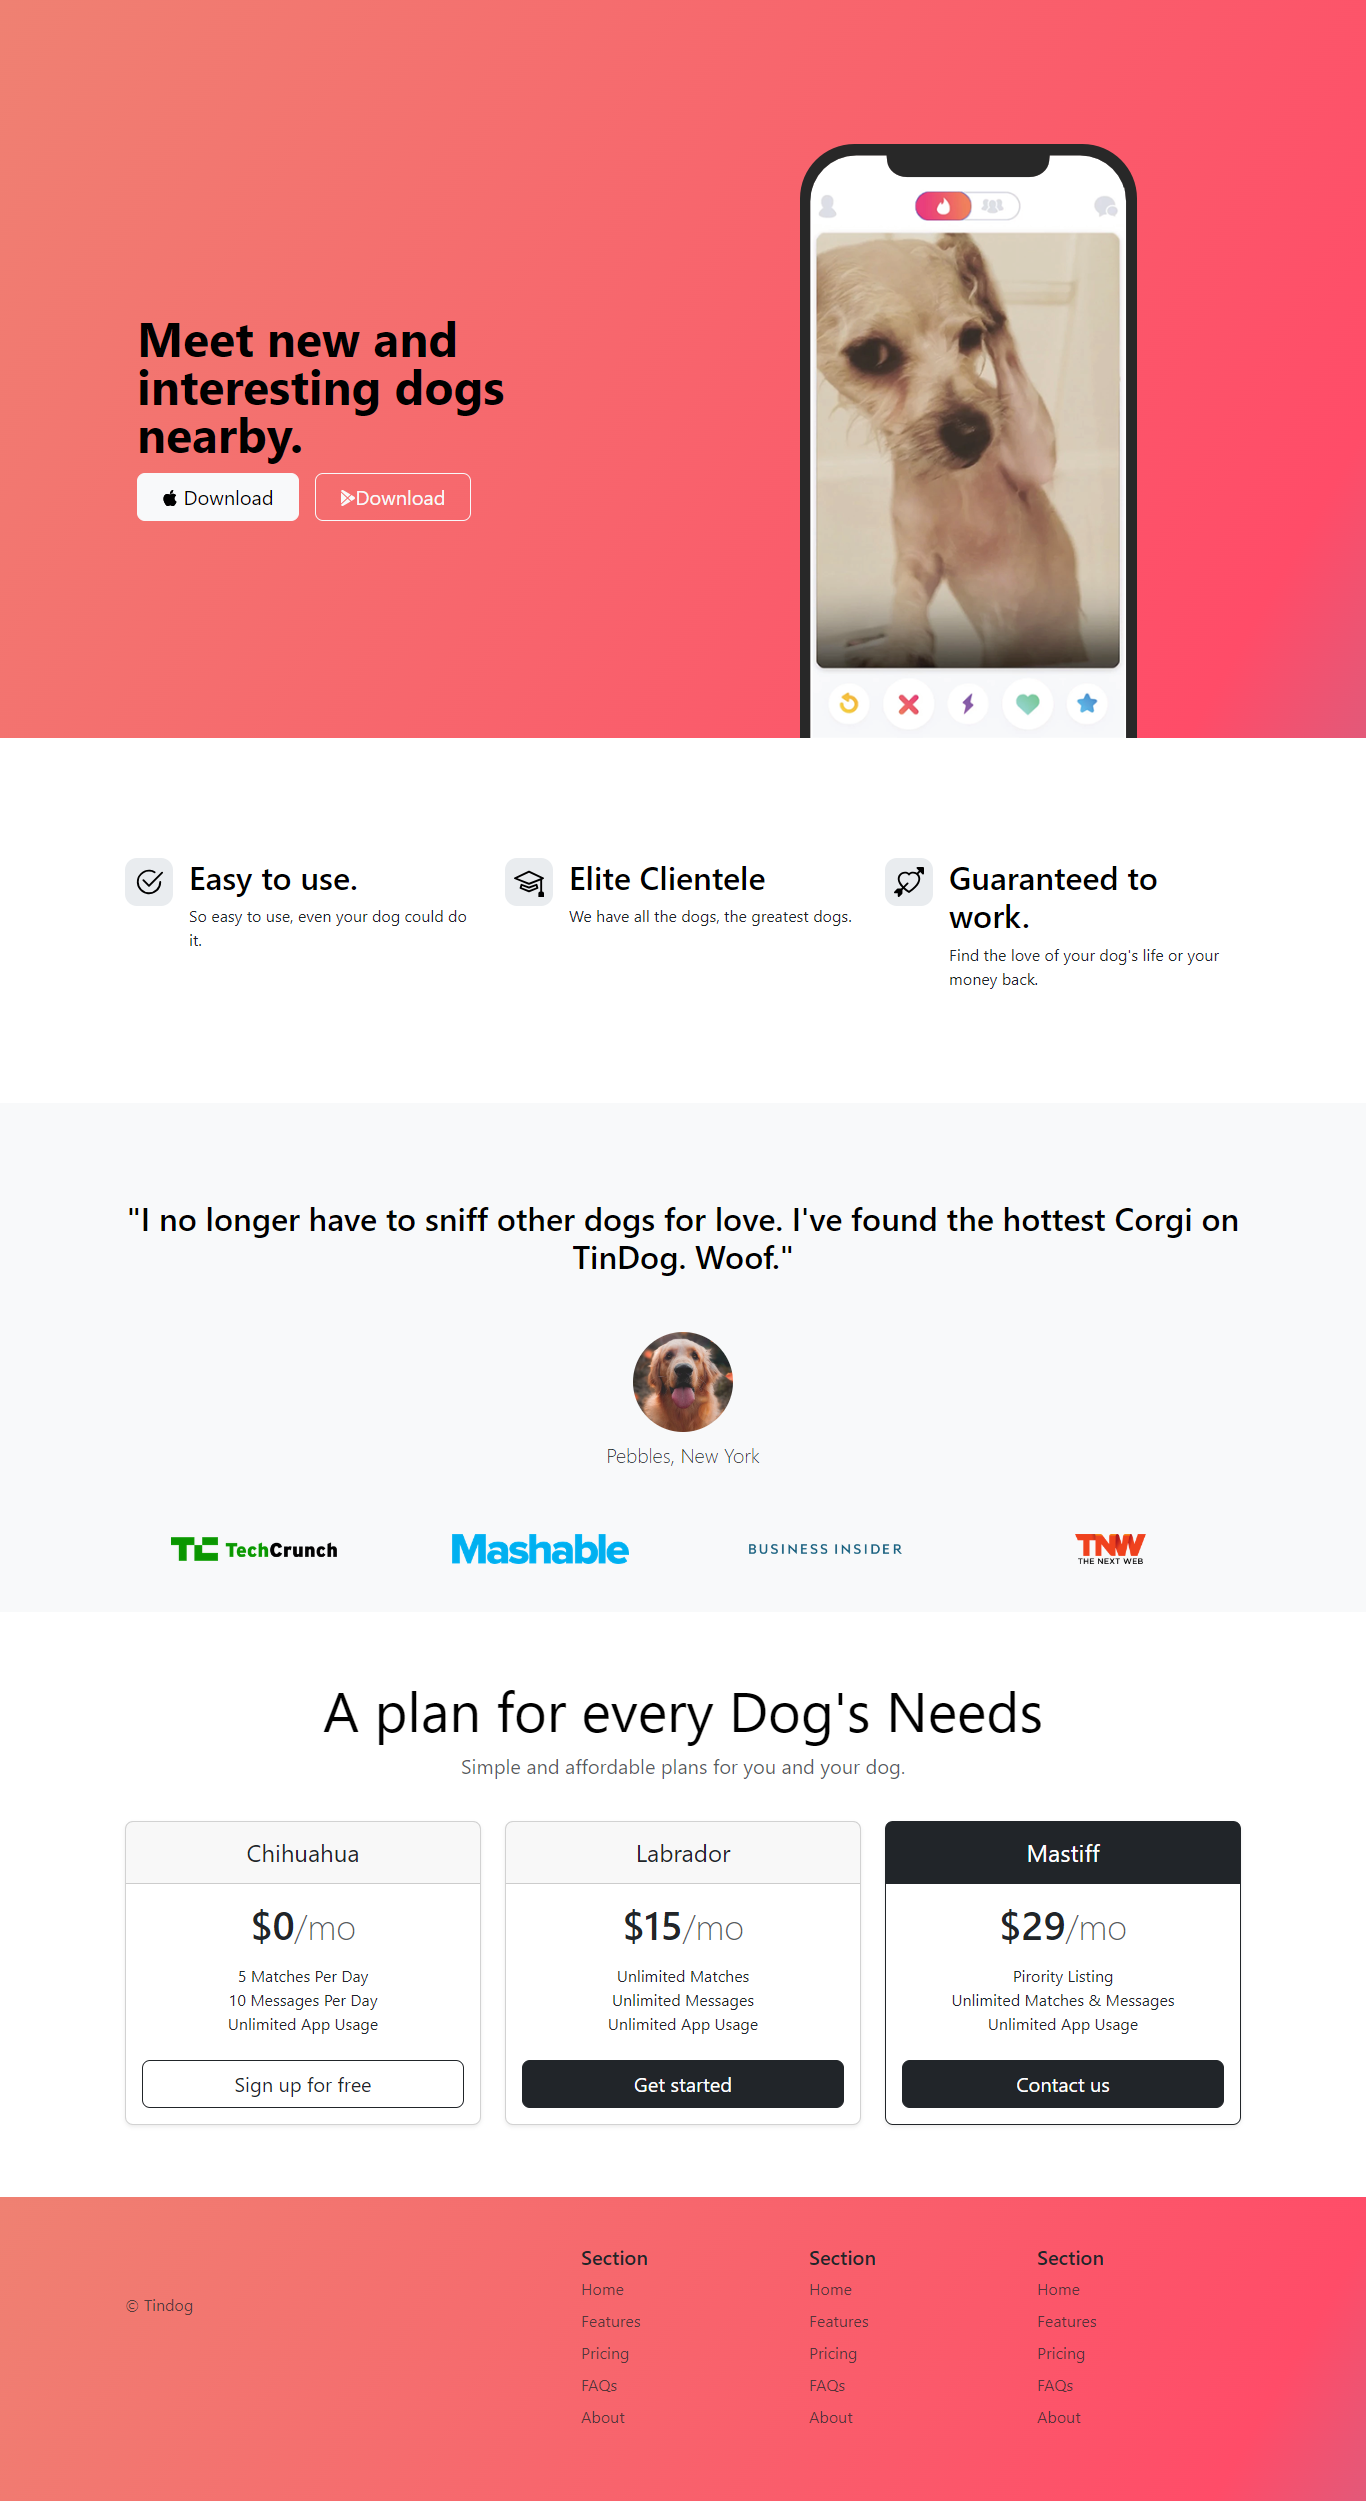 Meet new and
interesting dogs
nearby.
Download
Download
Easy to use.
So easy to use, even your dog could do
it.
Elite Clientele
We have all the dogs, the greatest dogs.
Guaranteed to
work.
Find the love of your dog's life or your
money back.
"I no longer have to sniff other dogs for love. I've found the hottest Corgi on
TinDog. Woof."
Pebbles, New York
TC TechCrunch
Mashable
BUSINESS INSIDER
TNW
THE NEXT WEB
A plan for every Dog's Needs
Simple and affordable plans for you and your dog.
Chihuahua
$0/mo
5 Matches Per Day
10 Messages Per Day
Unlimited App Usage
Sign up for free
Labrador
$15/mo
Unlimited Matches
Unlimited Messages
Unlimited App Usage
Get started
Mastiff
$29/mo
Pirority Listing
Unlimited Matches & Messages
Unlimited App Usage
Contact us
© Tindog
Section
Home
Features
Pricing
FAQs
About
Section
Home
Features
Pricing
FAQs
About
Section
Home
Features
Pricing
FAQs
About